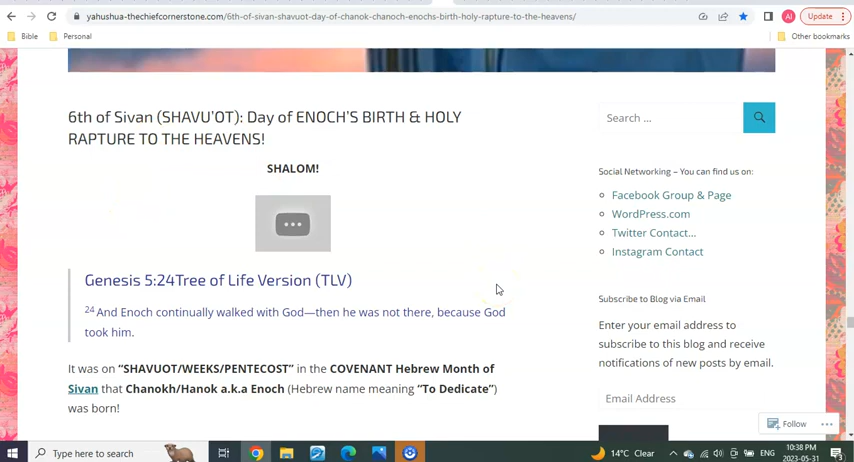 yahushua-thechiefcornerstone.com/6th-of-sivan-shavuot-day-of-chanok-chanoch-enochs-birth-holy-rapture-to-the-heavens/
AI
Update
Bible
Personal
Other bookmarks
6th of Sivan (SHAVU'OT): Day of ENOCH'S BIRTH & HOLY
RAPTURE TO THE HEAVENS!
SHALOM!
Genesis 5:24Tree of Life Version (TLV)
24 And Enoch continually walked with God—then he was not there, because God
took him.
It was on "SHAVUOT/WEEKS/PENTECOST" in the COVENANT Hebrew Month of
Sivan that Chanokh/Hanok a.k.a Enoch (Hebrew name meaning "To Dedicate")
was born!
Search …
Social Networking – You can find us on:
Facebook Group & Page
WordPress.com
Twitter Contact…
Instagram Contact
Subscribe to Blog via Email
Enter your email address to
subscribe to this blog and receive
notifications of new posts by email.
Email Address
Follow
Type here to search
14°C Clear
ENG
10:38 PM
2023-05-31
3